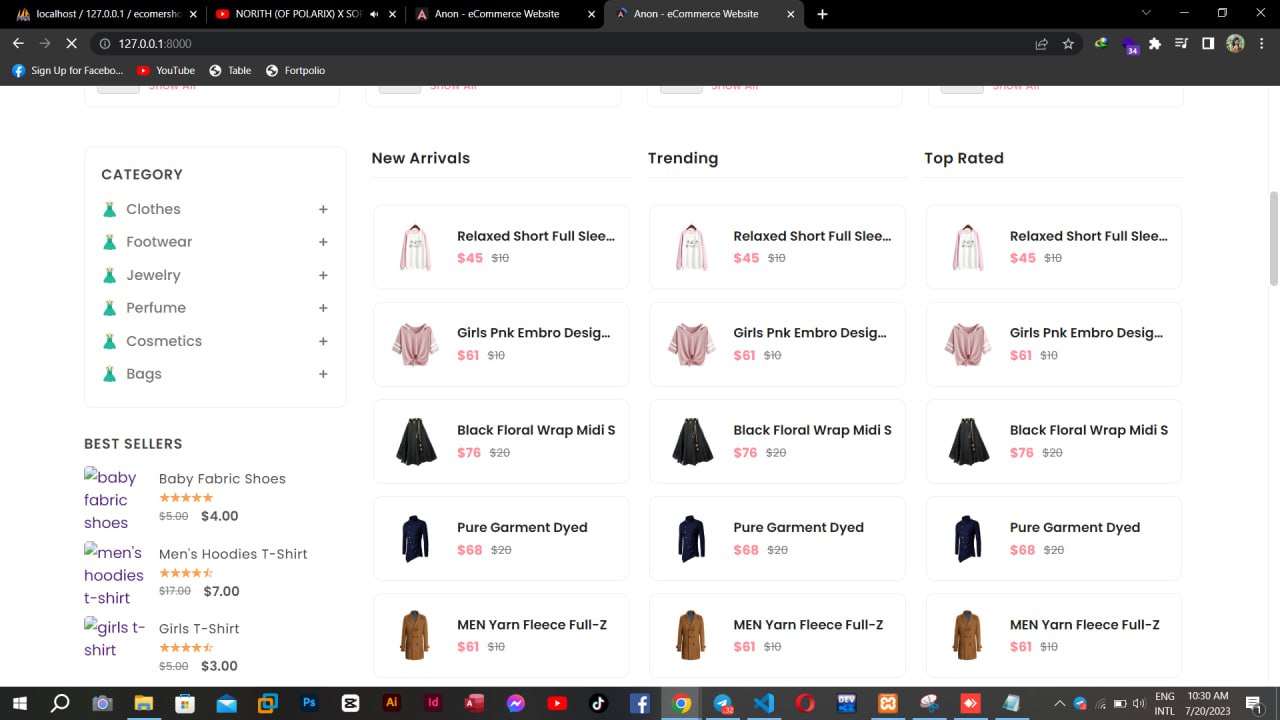 localhost / 127.0.0.1 / ecomersho
NORITH (OF POLARIX) X SOF
Anon - eCommerce Website
Anon - eCommerce Website
127.0.0.1:8000
34
Sign Up for Facebo...
YouTube
Table
Fortpolio
Show All
Show All
Show All
Show All
CATEGORY
Clothes
Footwear
Jewelry
Perfume
Cosmetics
Bags
BEST SELLERS
baby
fabric
shoes
Baby Fabric Shoes
$5.00 $4.00
men's
hoodies
t-shirt
Men's Hoodies T-Shirt
$17.00 $7.00
girls t-
shirt
Girls T-Shirt
$5.00 $3.00
New Arrivals
Relaxed Short Full Slee...
$45 $10
Girls Pnk Embro Desig...
$61 $10
Black Floral Wrap Midi S
$76 $20
Pure Garment Dyed
$68 $20
MEN Yarn Fleece Full-Z
$61 $10
Trending
Relaxed Short Full Slee...
$45 $10
Girls Pnk Embro Desig...
$61 $10
Black Floral Wrap Midi S
$76 $20
Pure Garment Dyed
$68 $20
MEN Yarn Fleece Full-Z
$61 $10
Top Rated
Relaxed Short Full Slee...
$45 $10
Girls Pnk Embro Desig...
$61 $10
Black Floral Wrap Midi S
$76 $20
Pure Garment Dyed
$68 $20
MEN Yarn Fleece Full-Z
$61 $10
Ps
Ai
Id
ENG
INTL
10:30 AM
7/20/2023